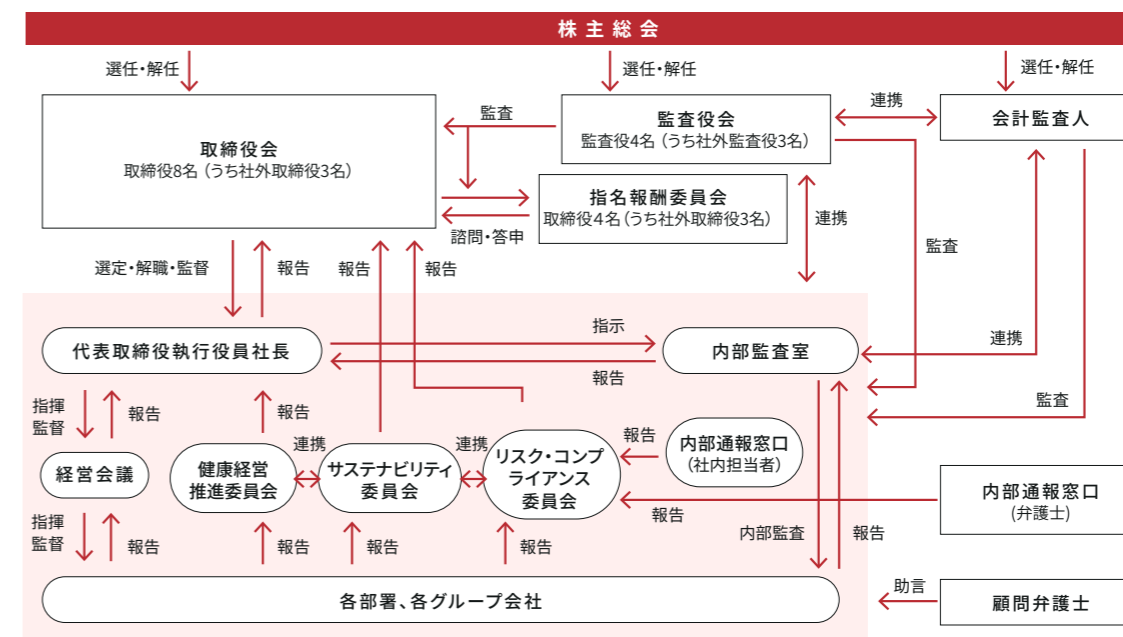 株主総会
選任・解任
選任・解任
選任・解任
取締役会
取締役8名（うち社外取締役3名）
監査
監査役会
監査役4名（うち社外監査役3名）
連携
会計監査人
指名報酬委員会
取締役4名（うち社外取締役3名）
諮問・答申
連携
監査
選定・解職・監督
報告
報告
報告
代表取締役執行役員社長
指示
報告
内部監査室
連携
監査
指揮
監督
報告
報告
経営会議
健康経営
推進委員会
連携
サステナビリティ
委員会
連携
リスク・コンプ
ライアンス
委員会
報告
内部通報窓口
（社内担当者）
報告
内部通報窓口
(弁護士)
指揮
監督
報告
報告
報告
報告
内部監査
報告
各部署、各グループ会社
助言
顧問弁護士